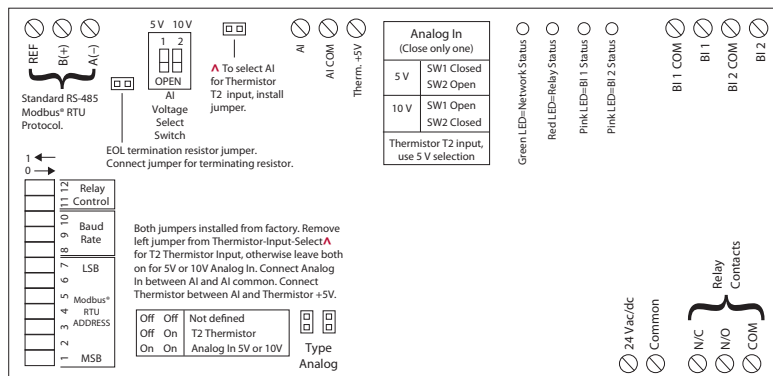 REF
B(+)
A(−)
Standard RS-485
Modbus® RTU
Protocol.
5 V 10 V
1 2
OPEN
AI
Voltage
Select
Switch
EOL termination resistor jumper.
Connect jumper for terminating resistor.
^ To select AI
for Thermistor
T2 input, install
jumper.
AI
AI COM
Therm. +5V
Analog In
(Close only one)
5 V
SW1 Closed
SW2 Open
10 V
SW1 Open
SW2 Closed
Thermistor T2 input,
use 5 V selection
Green LED=Network Status
Red LED=Relay Status
Pink LED=BI 1 Status
Pink LED=BI 2 Status
BI 1 COM
BI 1
BI 2 COM
BI 2
1
0
12
11
Relay
Control
10
9
8
Baud
Rate
7
6
5
4
3
2
1
LSB
Modbus®
RTU
ADDRESS
MSB
Both jumpers installed from factory. Remove
left jumper from Thermistor-Input-Select^
for T2 Thermistor Input, otherwise leave both
on for 5V or 10V Analog In. Connect Analog
In between AI and AI common. Connect
Thermistor between AI and Thermistor +5V.
Off Off Not defined
Off On T2 Thermistor
On On Analog In 5V or 10V
Type
Analog
24 Vac/dc
Common
Relay
Contacts
N/C
N/O
COM